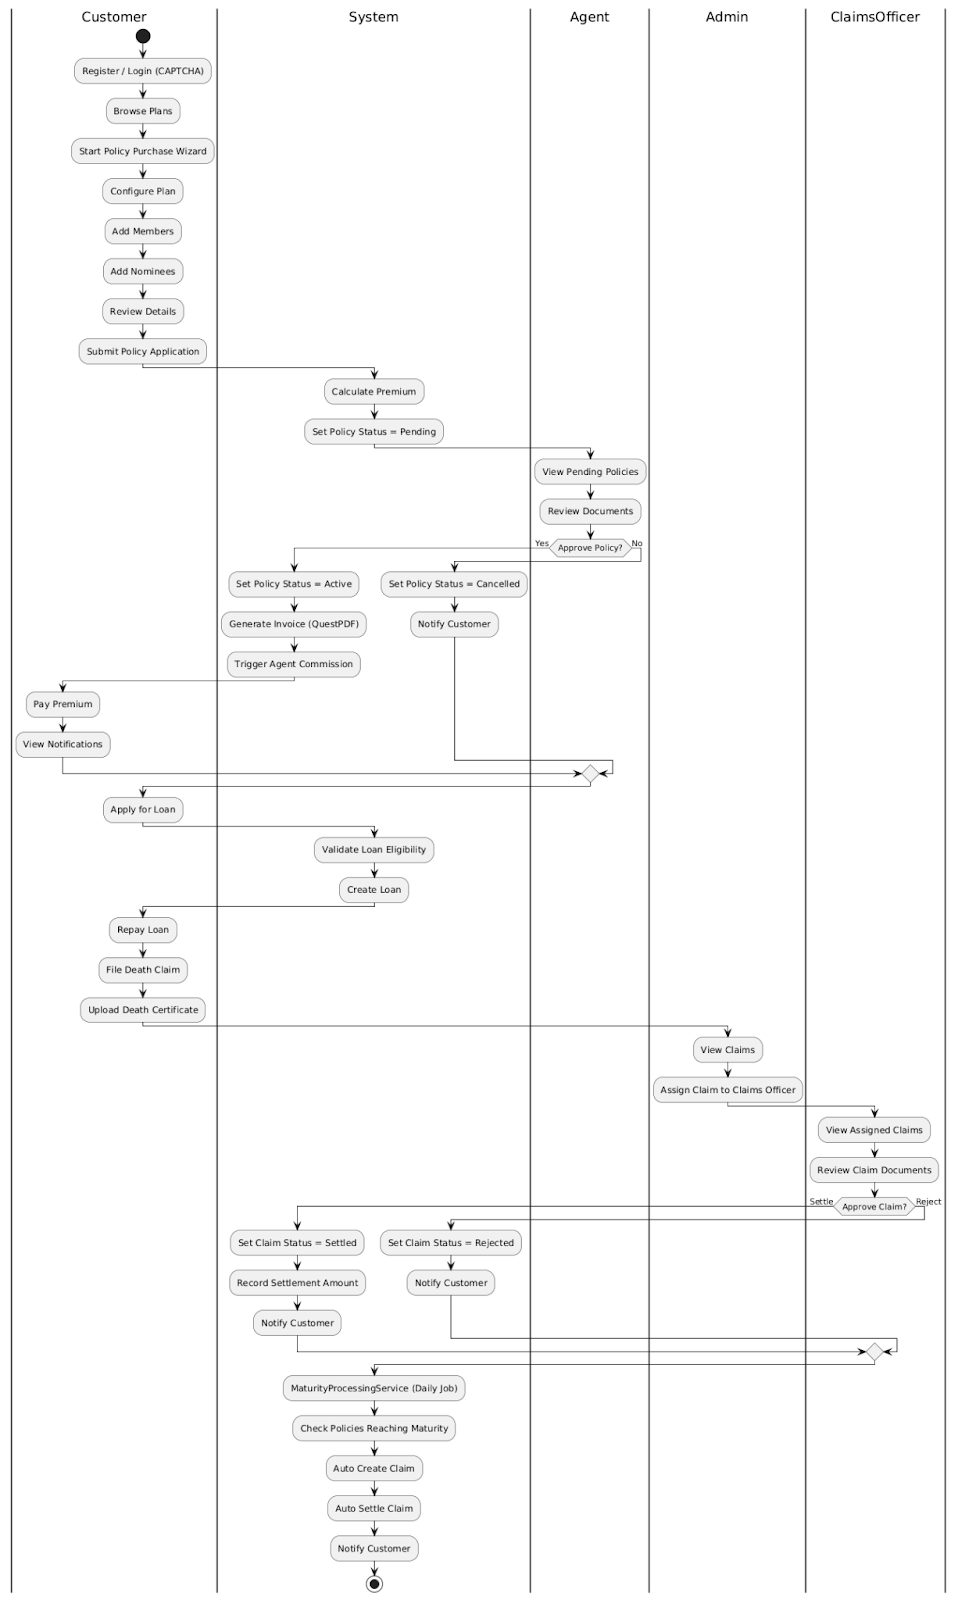 Customer
System
Agent
Admin
ClaimsOfficer
Register / Login (CAPTCHA)
Browse Plans
Start Policy Purchase Wizard
Configure Plan
Add Members
Add Nominees
Review Details
Submit Policy Application
Calculate Premium
Set Policy Status = Pending
View Pending Policies
Review Documents
Yes
Approve Policy?
No
Set Policy Status = Active
Set Policy Status = Cancelled
Generate Invoice (QuestPDF)
Notify Customer
Trigger Agent Commission
Pay Premium
View Notifications
Apply for Loan
Validate Loan Eligibility
Create Loan
Repay Loan
File Death Claim
Upload Death Certificate
View Claims
Assign Claim to Claims Officer
View Assigned Claims
Review Claim Documents
Settle
Approve Claim?
Reject
Set Claim Status = Settled
Set Claim Status = Rejected
Record Settlement Amount
Notify Customer
Notify Customer
MaturityProcessingService (Daily Job)
Check Policies Reaching Maturity
Auto Create Claim
Auto Settle Claim
Notify Customer